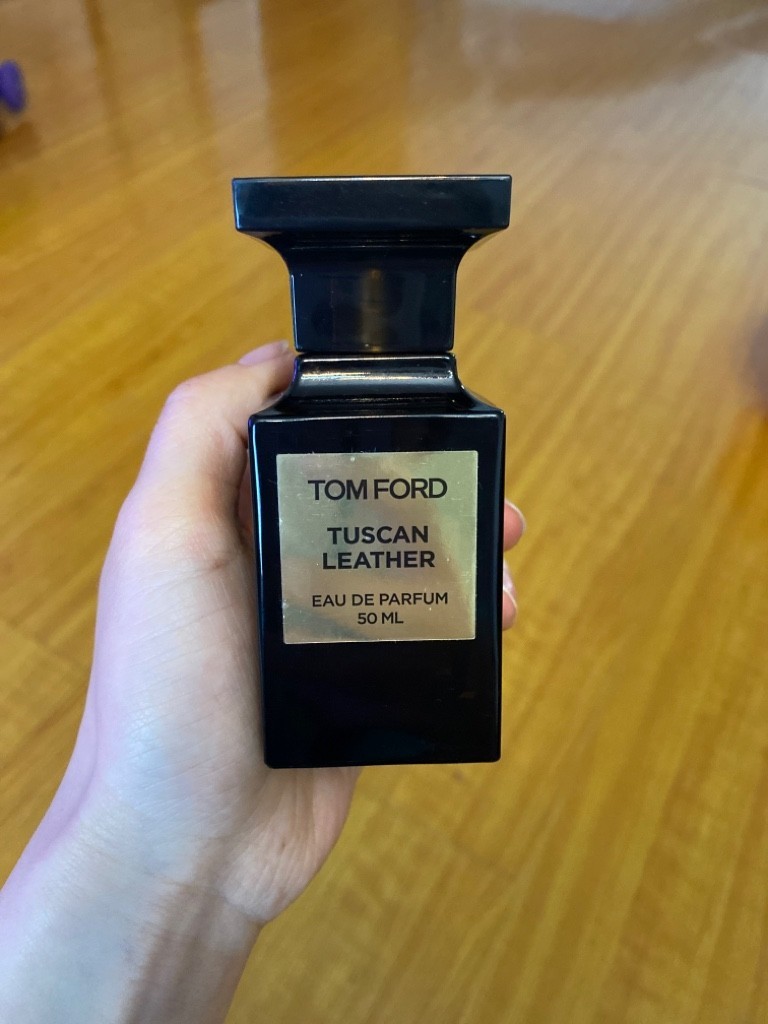 TOM FORD
TUSCAN
LEATHER
EAU DE PARFUM
50 ML